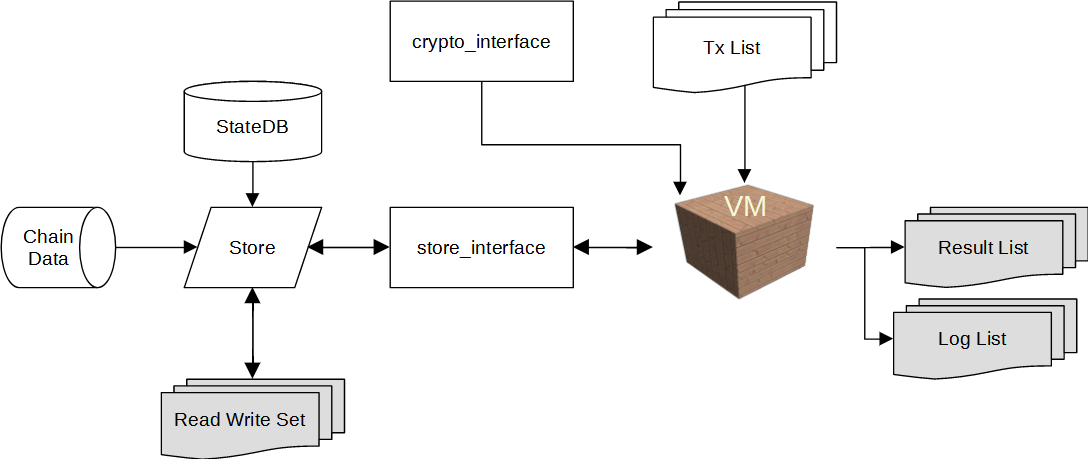 crypto_interface
Tx List
StateDB
VM
Chain
Data
Store
store_interface
Result List
Log List
Read Write Set